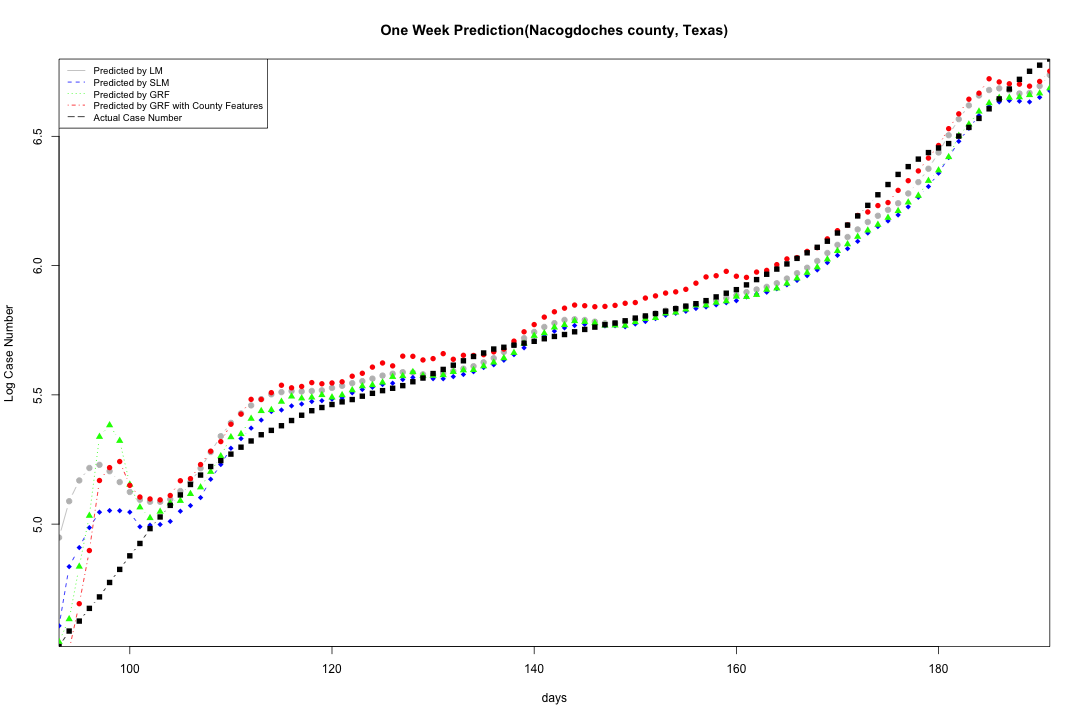 One Week Prediction(Nacogdoches county, Texas)
Predicted by LM
Predicted by SLM
Predicted by GRF
Predicted by GRF with County Features
Actual Case Number
Log Case Number
6.5
6.0
5.5
5.0
100 120 140 160 180
days